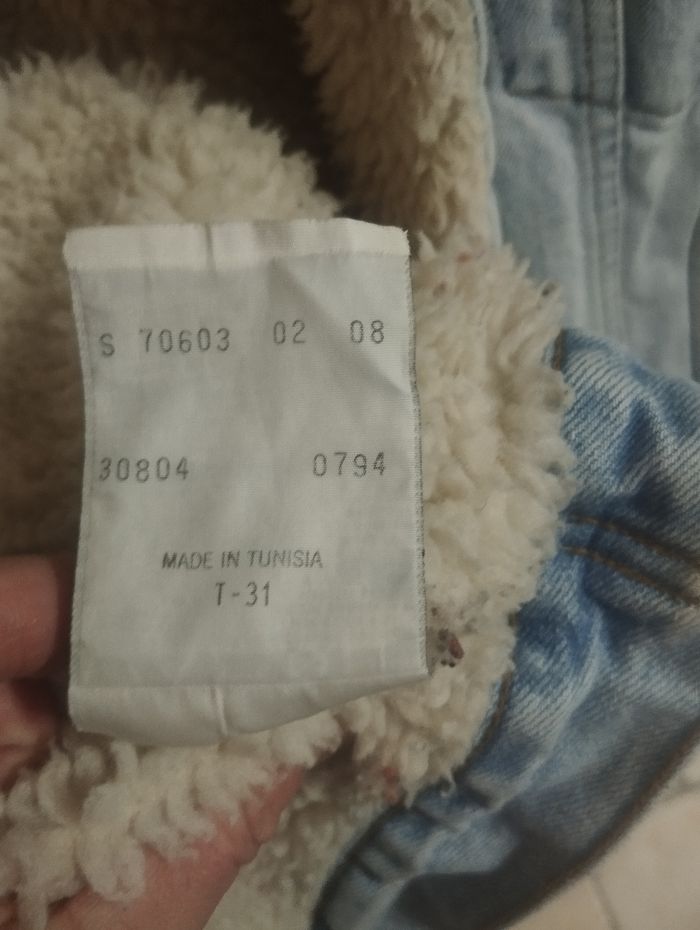 S 70603 02 08
30804 0794
MADE IN TUNISIA
T-31